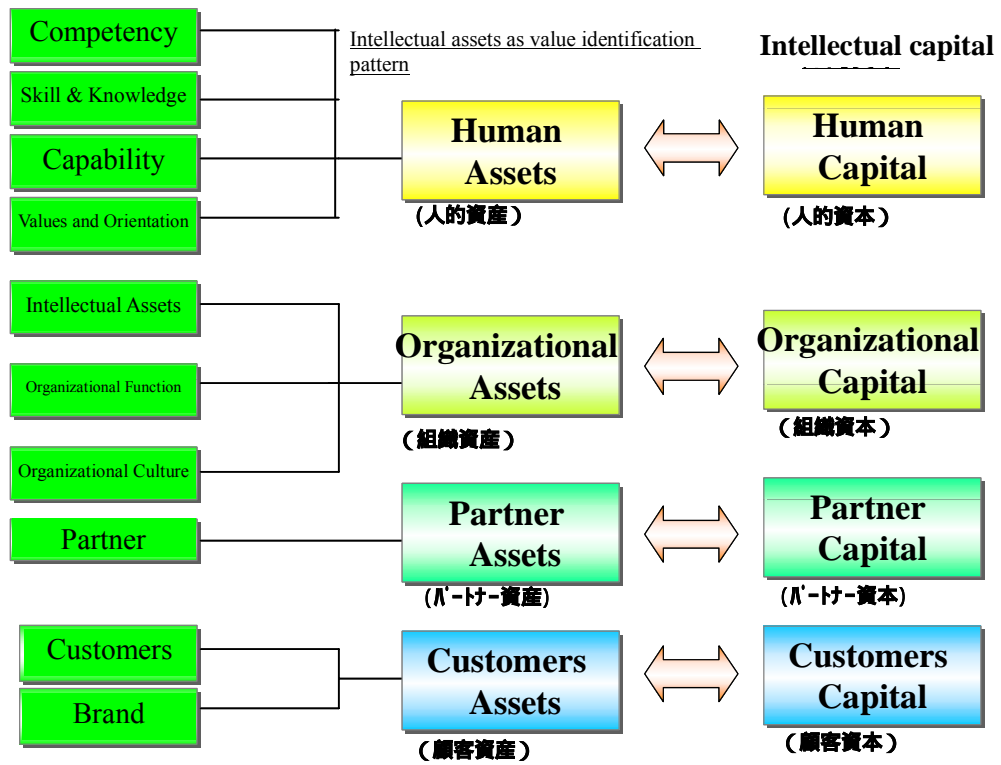 Competency
Skill & Knowledge
Capability
Values and Orientation
Intellectual Assets
Organizational Function
Organizational Culture
Partner
Customers
Brand
Intellectual assets as value identification
pattern
Human
Assets
(人的資産)
Organizational
Assets
(組織資産)
Partner
Assets
(ﾊﾟｰﾄﾅｰ資産)
Customers
Assets
(顧客資産)
Intellectual capital
Human
Capital
(人的資本)
Organizational
Capital
(組織資本)
Partner
Capital
(ﾊﾟｰﾄﾅｰ資本)
Customers
Capital
(顧客資本)